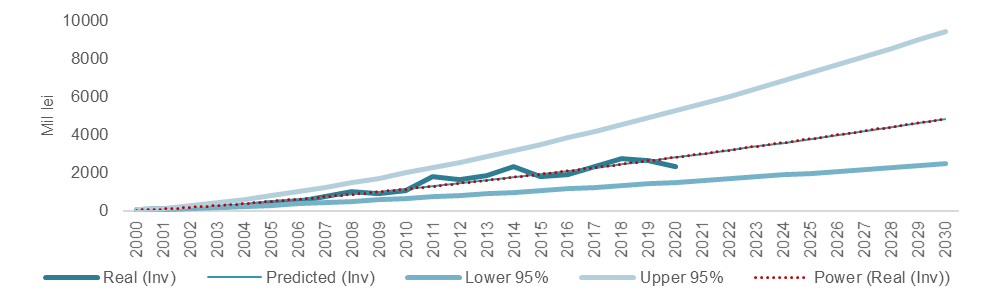 10000
8000
6000
4000
2000
0
Mil lei
2000 2001 2002 2003 2004 2005 2006 2007 2008 2009 2010 2011 2012 2013 2014 2015 2016 2017 2018 2019 2020 2021 2022 2023 2024 2025 2026 2027 2028 2029 2030
Real (Inv) Predicted (Inv) Lower 95% Upper 95% Power (Real (Inv))